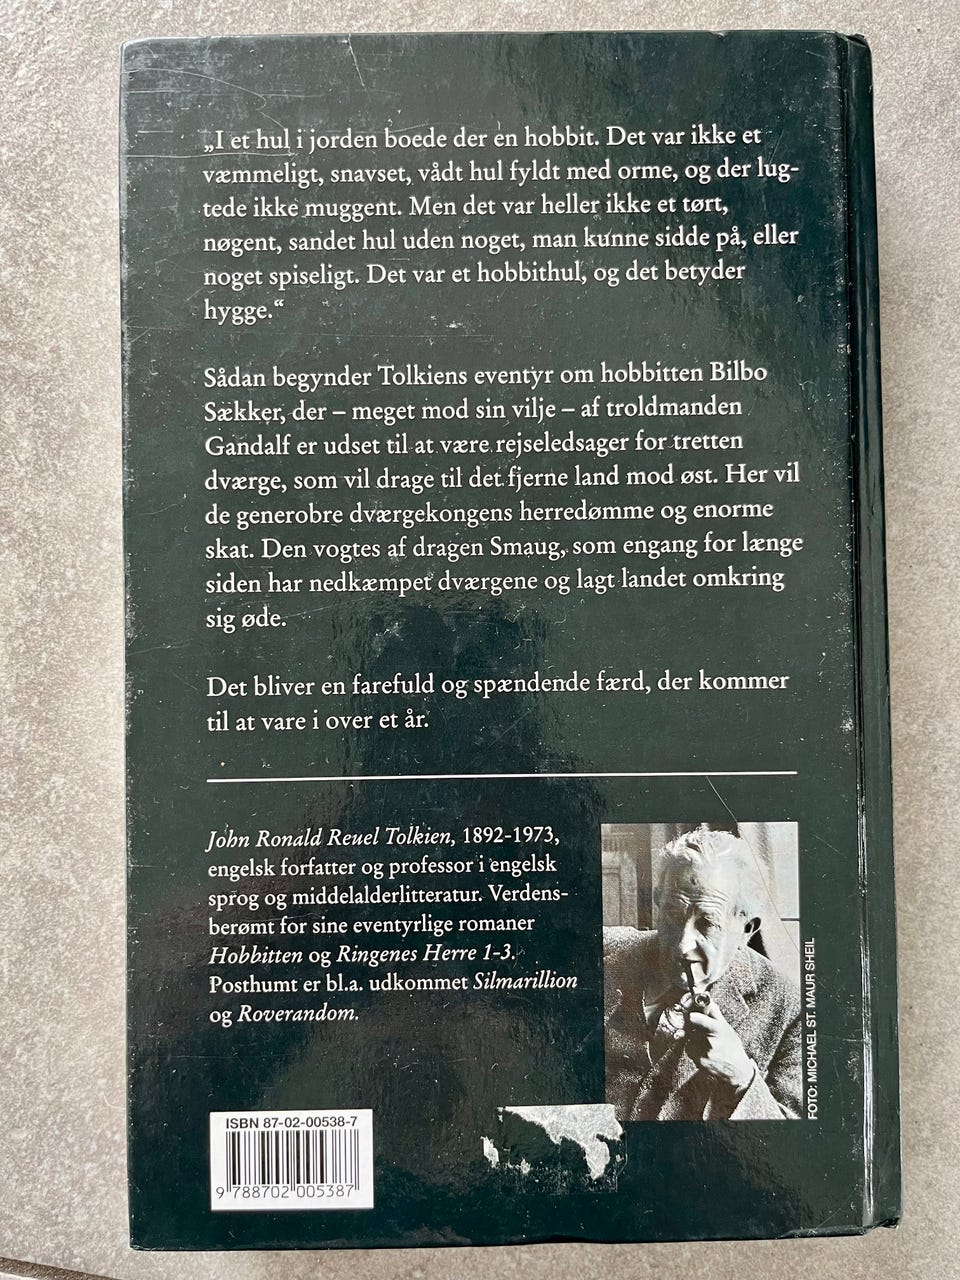 „I et hul i jorden boede der en hobbit. Det var ikke et
væmmeligt, snavset, vådt hul fyldt med orme, og der lug-
tede ikke muggent. Men det var heller ikke et tørt,
nøgent, sandet hul uden noget, man kunne sidde på, eller
noget spiseligt. Det var et hobbithul, og det betyder
hygge.“
Sådan begynder Tolkiens eventyr om hobbitten Bilbo
Sækker, der – meget mod sin vilje – af troldmanden
Gandalf er udset til at være rejseledsager for tretten
dværge, som vil drage til det fjerne land mod øst. Her vil
de generobre dværgekongens herredømme og enorme
skat. Den vogtes af dragen Smaug, som engang for længe
siden har nedkæmpet dværgene og lagt landet omkring
sig øde.
Det bliver en farefuld og spændende færd, der kommer
til at vare i over et år.
John Ronald Reuel Tolkien, 1892-1973,
engelsk forfatter og professor i engelsk
sprog og middelalderlitteratur. Verdens-
berømt for sine eventyrlige romaner
Hobbitten og Ringenes Herre 1-3.
Posthumt er bl.a. udkommet Silmarillion
og Roverandom.
FOTO: MICHAEL ST. MAUR SHEIL
ISBN 87-02-00538-7
9 788702 005387